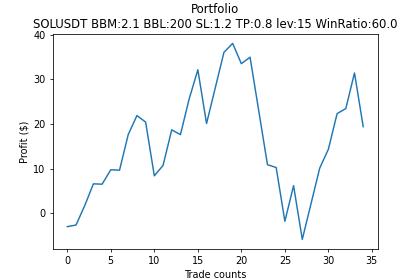 Portfolio
SOLUSDT BBM:2.1 BBL:200 SL:1.2 TP:0.8 lev:15 WinRatio:60.0
40
30
20
10
0
Profit ($)
0 5 10 15 20 25 30 35
Trade counts